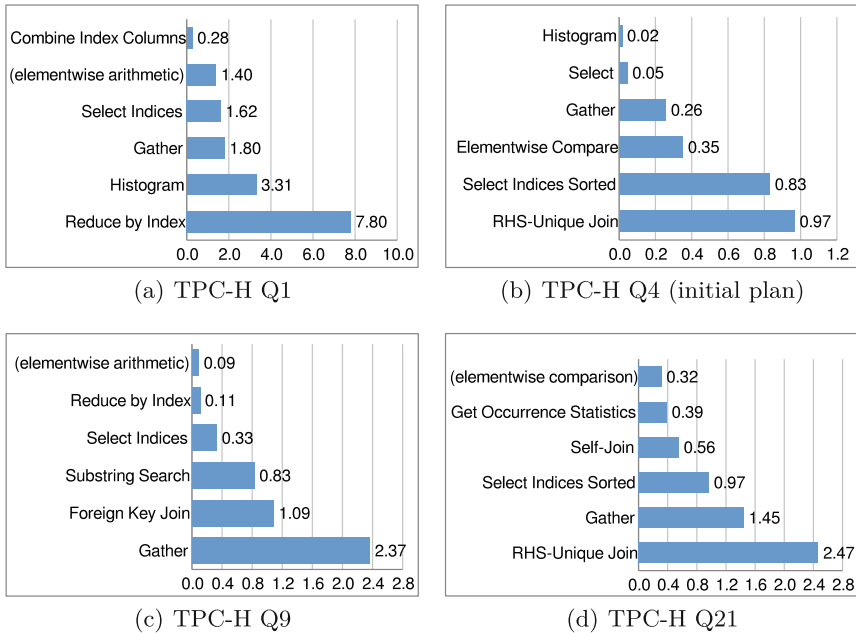 Combine Index Columns 0.28
(elementwise arithmetic) 1.40
Select Indices 1.62
Gather 1.80
Histogram 3.31
Reduce by Index 7.80
0.0 2.0 4.0 6.0 8.0 10.0
(a) TPC-H Q1
Histogram 0.02
Select 0.05
Gather 0.26
Elementwise Compare 0.35
Select Indices Sorted 0.83
RHS-Unique Join 0.97
0.0 0.2 0.4 0.6 0.8 1.0 1.2
(b) TPC-H Q4 (initial plan)
(elementwise arithmetic) 0.09
Reduce by Index 0.11
Select Indices 0.33
Substring Search 0.83
Foreign Key Join 1.09
Gather 2.37
0.0 0.4 0.8 1.2 1.6 2.0 2.4 2.8
(c) TPC-H Q9
(elementwise comparison) 0.32
Get Occurrence Statistics 0.39
Self-Join 0.56
Select Indices Sorted 0.97
Gather 1.45
RHS-Unique Join 2.47
0.0 0.4 0.8 1.2 1.6 2.0 2.4 2.8
(d) TPC-H Q21